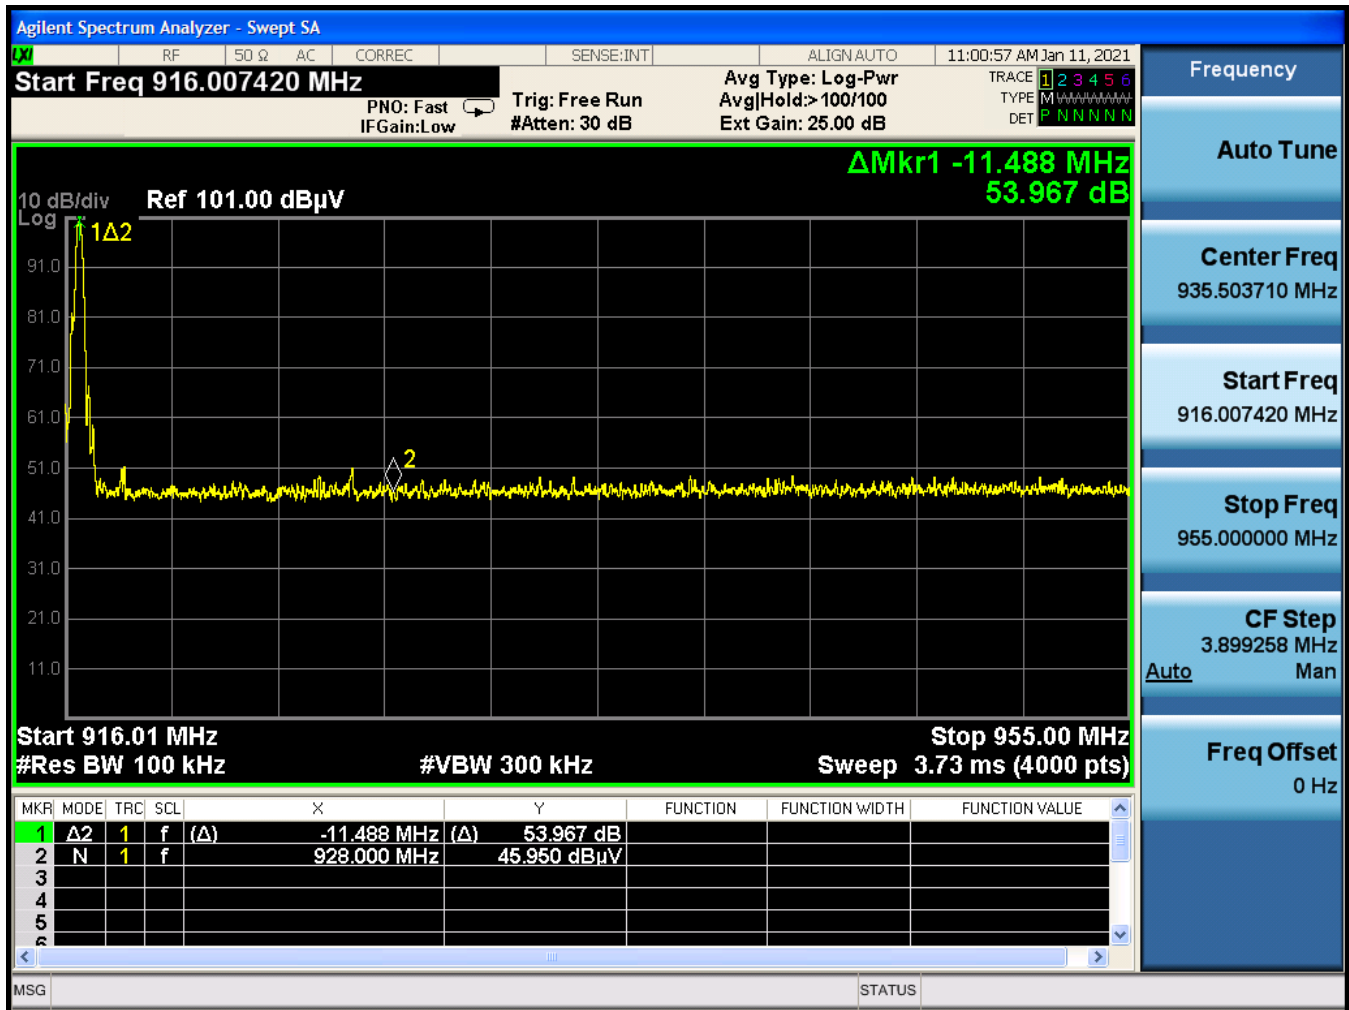 Agilent Spectrum Analyzer - Swept SA
LXI RF 50 Ω AC CORREC SENSE:INT ALIGN AUTO 11:00:57 AM Jan 11, 2021
Start Freq 916.007420 MHz
PNO: Fast
IFGain:Low
Trig: Free Run
#Atten: 30 dB
Avg Type: Log-Pwr
Avg|Hold:>100/100
Ext Gain: 25.00 dB
TRACE 1 2 3 4 5 6
TYPE M WWWWW
DET P N N N N N
ΔMkr1 -11.488 MHz
53.967 dB
10 dB/div
Log
Ref 101.00 dBµV
1Δ2
91.0
81.0
71.0
61.0
51.0
2
41.0
31.0
21.0
11.0
Start 916.01 MHz
Stop 955.00 MHz
#Res BW 100 kHz
#VBW 300 kHz
Sweep 3.73 ms (4000 pts)
MKR MODE TRC SCL X Y FUNCTION FUNCTION WIDTH FUNCTION VALUE
1 Δ2 1 f (Δ) -11.488 MHz (Δ) 53.967 dB
2 N 1 f 928.000 MHz 45.950 dBµV
3
4
5
6
MSG
STATUS
Frequency
Auto Tune
Center Freq
935.503710 MHz
Start Freq
916.007420 MHz
Stop Freq
955.000000 MHz
CF Step
3.899258 MHz
Auto Man
Freq Offset
0 Hz